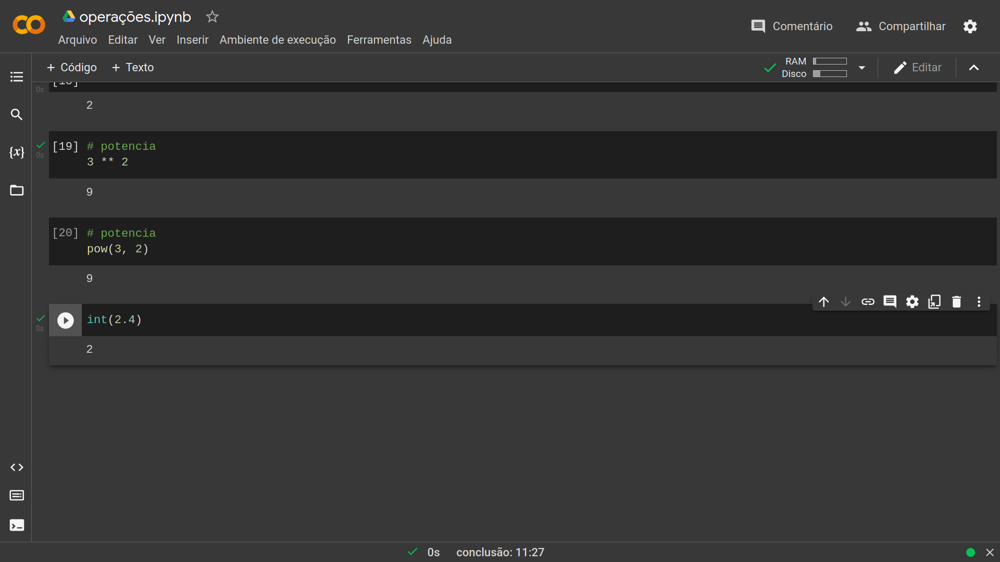 operações.ipynb
Arquivo Editar Ver Inserir Ambiente de execução Ferramentas Ajuda
Comentário
Compartilhar
+ Código + Texto
RAM
Disco
Editar
0s
2
0s
[19] # potencia
3 ** 2
9
[20] # potencia
pow(3, 2)
9
0s
int(2.4)
2
{x}
0s conclusão: 11:27